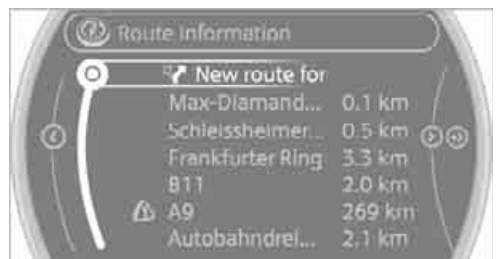 Route information
New route for
Max-Diamand... 0.1 km
Schleissheimer... 0.5 km
Frankfurter Ring 3.3 km
B11 2.0 km
A9 269 km
Autobahndrei... 2.1 km